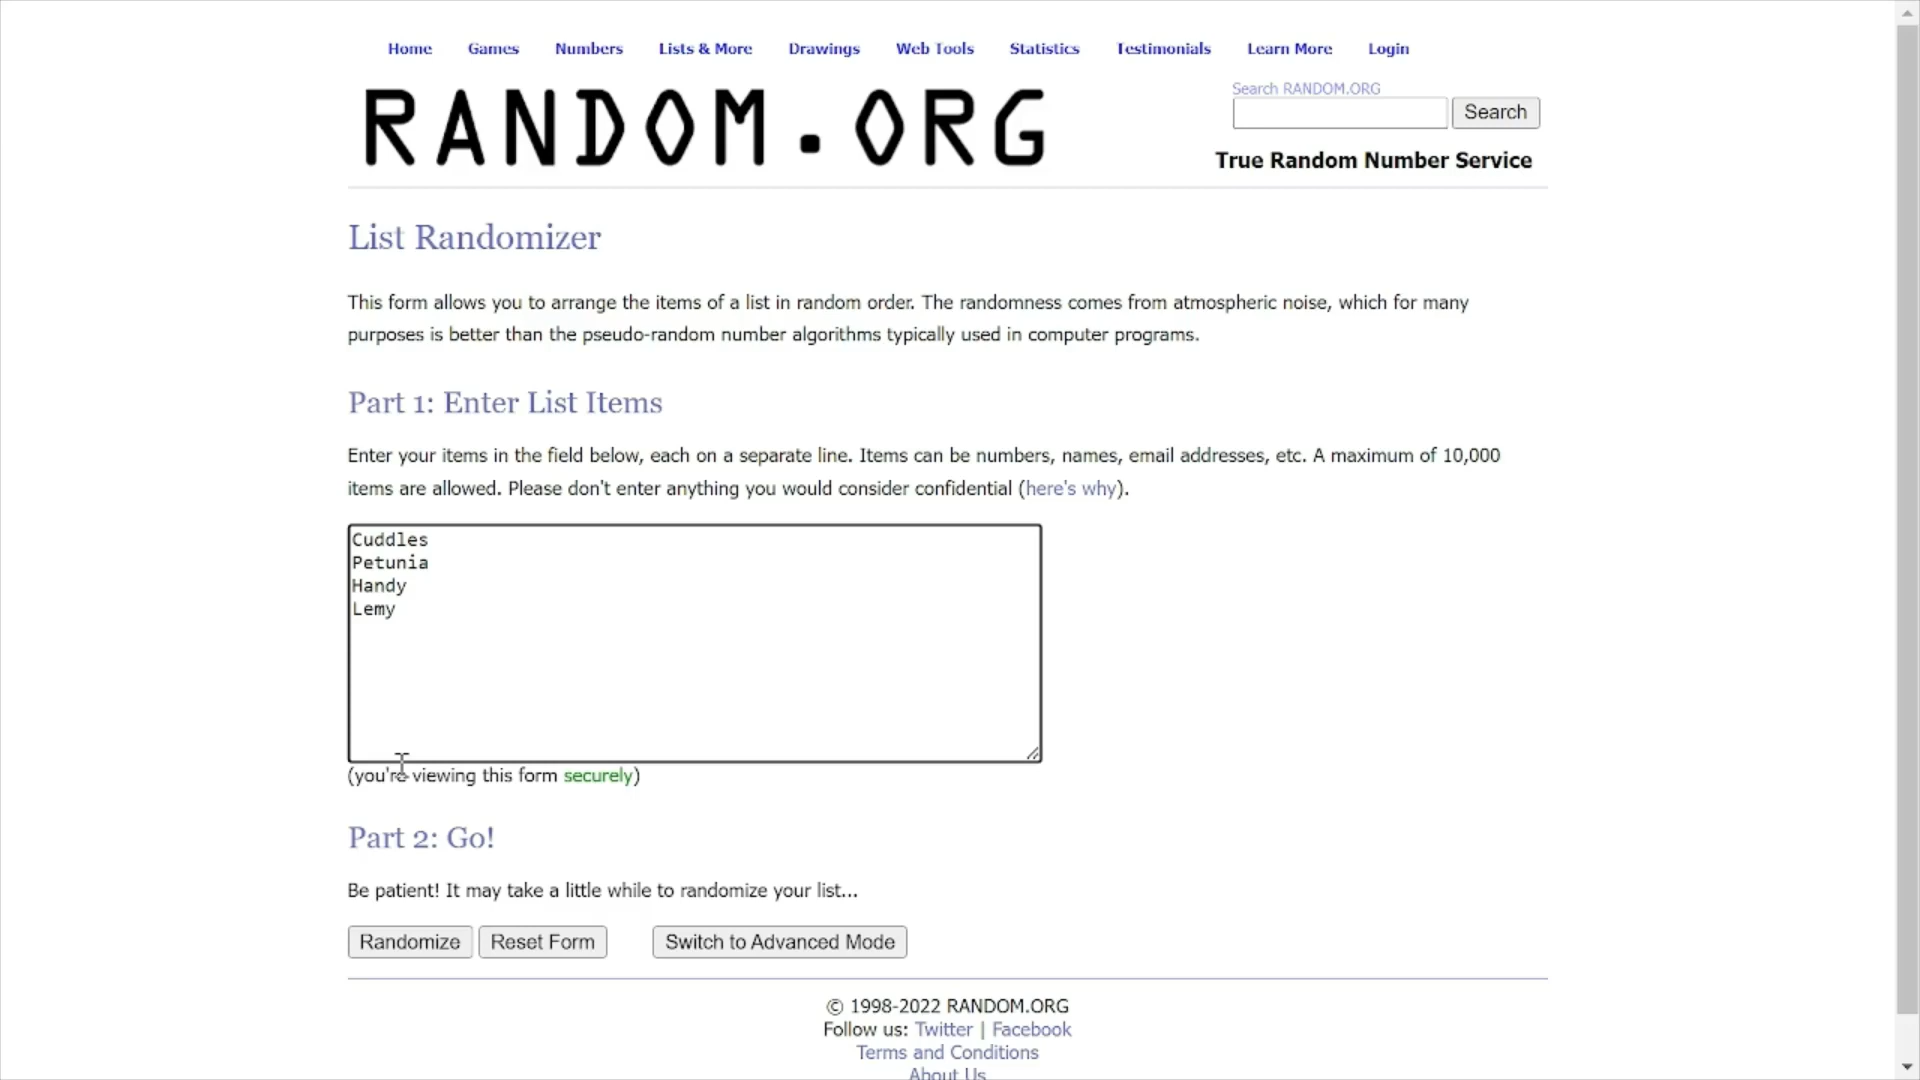 Home Games Numbers Lists & More Drawings Web Tools Statistics Testimonials Learn More Login
RANDOM.ORG
Search RANDOM.ORG
Search
True Random Number Service
List Randomizer
This form allows you to arrange the items of a list in random order. The randomness comes from atmospheric noise, which for many
purposes is better than the pseudo-random number algorithms typically used in computer programs.
Part 1: Enter List Items
Enter your items in the field below, each on a separate line. Items can be numbers, names, email addresses, etc. A maximum of 10,000
items are allowed. Please don't enter anything you would consider confidential (here's why).
Cuddles
Petunia
Handy
Lemy
(you're viewing this form securely)
Part 2: Go!
Be patient! It may take a little while to randomize your list...
Randomize Reset Form Switch to Advanced Mode
© 1998-2022 RANDOM.ORG
Follow us: Twitter | Facebook
Terms and Conditions
About Us